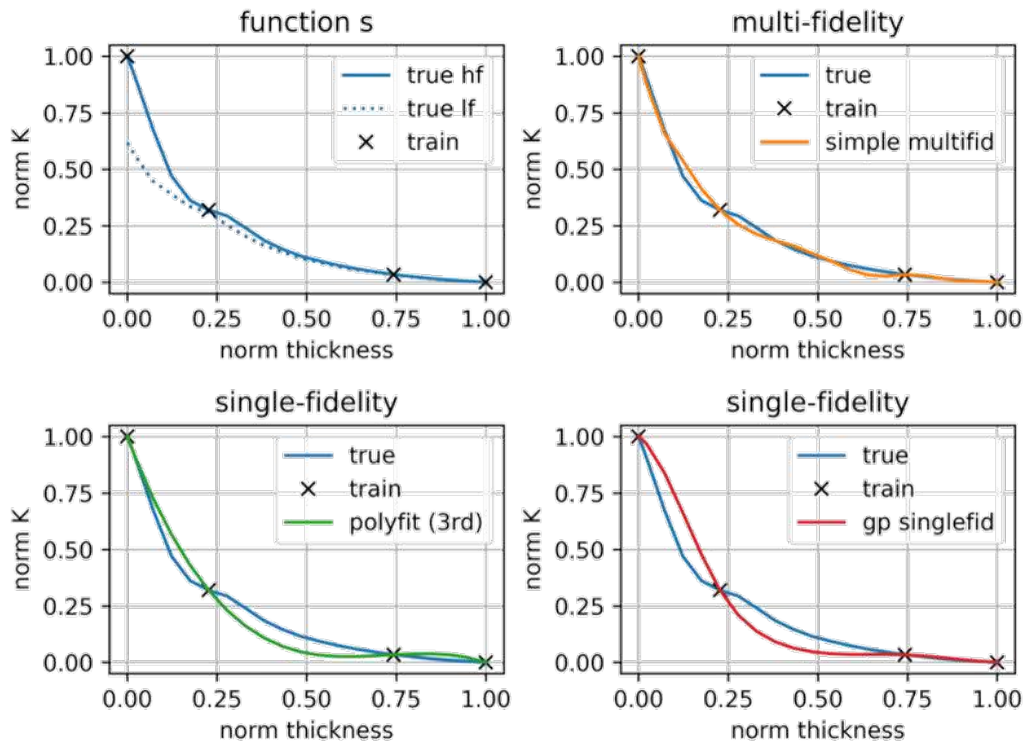 function s
1.00
0.75
0.50
0.25
0.00
norm K
true hf
true lf
train
0.00 0.25 0.50 0.75 1.00
norm thickness
multi-fidelity
1.00
0.75
0.50
0.25
0.00
norm K
true
train
simple multifid
0.00 0.25 0.50 0.75 1.00
norm thickness
single-fidelity
1.00
0.75
0.50
0.25
0.00
norm K
true
train
polyfit (3rd)
0.00 0.25 0.50 0.75 1.00
norm thickness
single-fidelity
1.00
0.75
0.50
0.25
0.00
norm K
true
train
gp singlefid
0.00 0.25 0.50 0.75 1.00
norm thickness